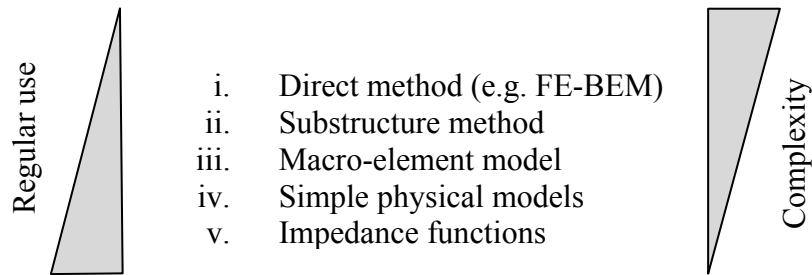 Regular use
i. Direct method (e.g. FE-BEM)
ii. Substructure method
iii. Macro-element model
iv. Simple physical models
v. Impedance functions
Complexity